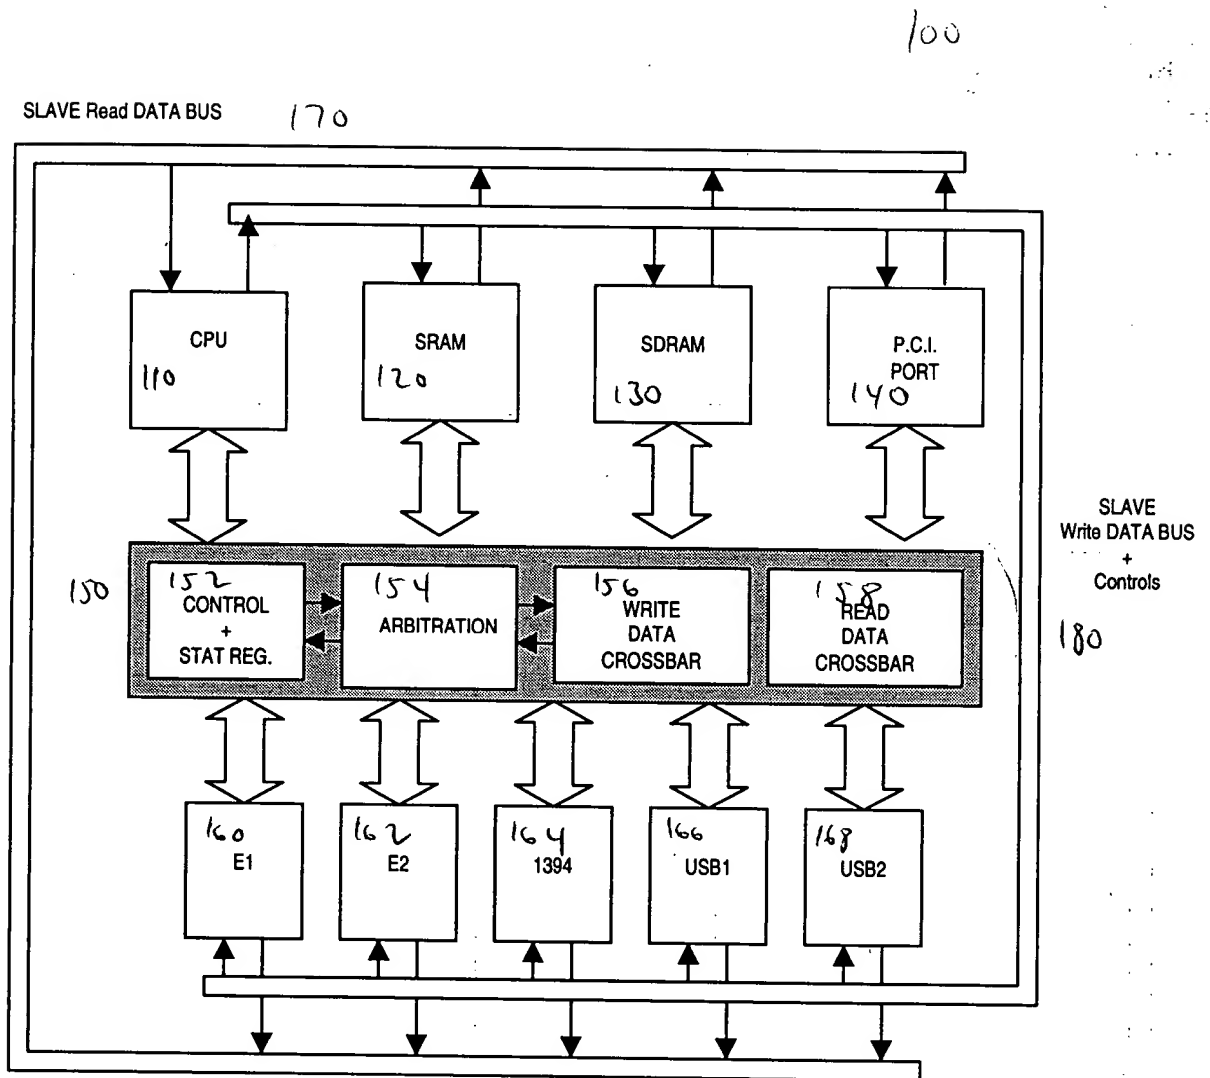 100
SLAVE Read DATA BUS 170
CPU
110
SRAM
120
SDRAM
130
P.C.I.
PORT
140
SLAVE
Write DATA BUS
+
Controls
180
150
152
CONTROL
+
STAT REG.
154
ARBITRATION
156
WRITE
DATA
CROSSBAR
158
READ
DATA
CROSSBAR
160
E1
162
E2
164
1394
166
USB1
168
USB2